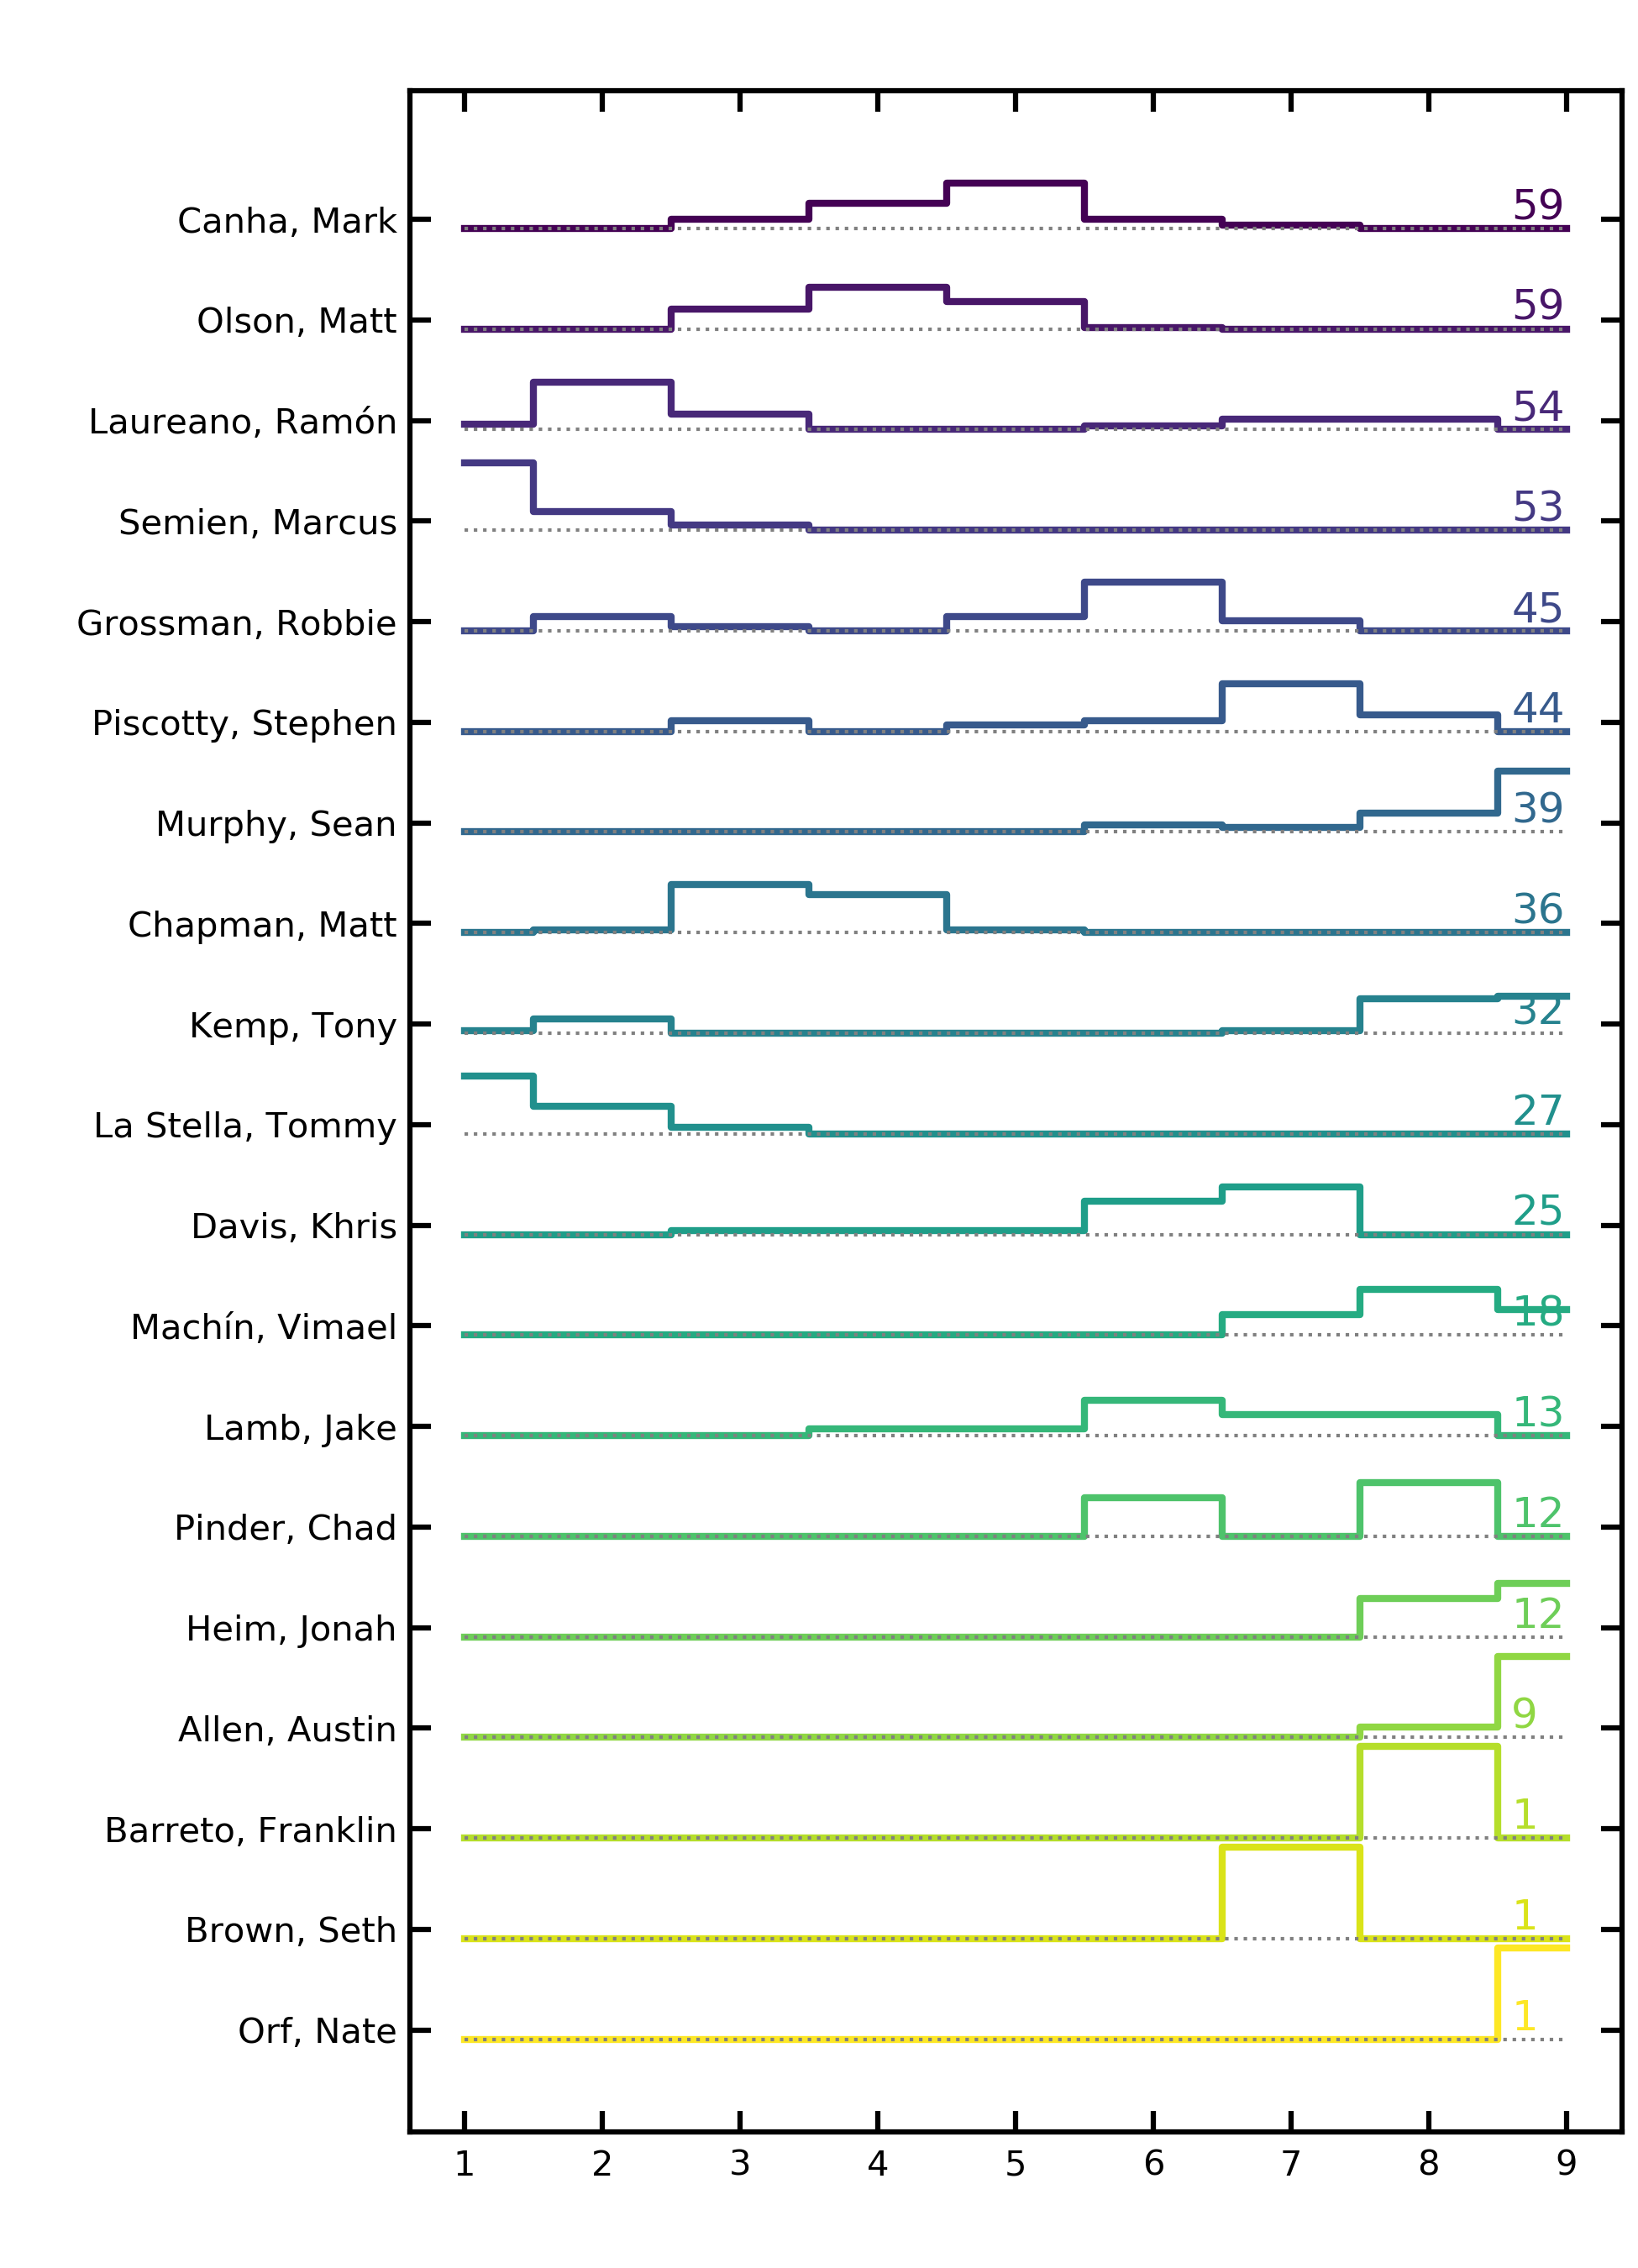 Canha, Mark 59
Olson, Matt 59
Laureano, Ramón 54
Semien, Marcus 53
Grossman, Robbie 45
Piscotty, Stephen 44
Murphy, Sean 39
Chapman, Matt 36
Kemp, Tony 32
La Stella, Tommy 27
Davis, Khris 25
Machín, Vimael 18
Lamb, Jake 13
Pinder, Chad 12
Heim, Jonah 12
Allen, Austin 9
Barreto, Franklin 1
Brown, Seth 1
Orf, Nate 1
1 2 3 4 5 6 7 8 9